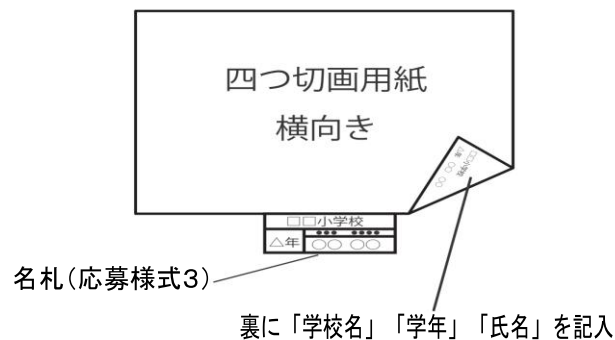 四つ切画用紙
横向き
□□小学校
●●● ●●●●
△年 ○○ ○○
名札(応募様式3)
裏に「学校名」「学年」「氏名」を記入